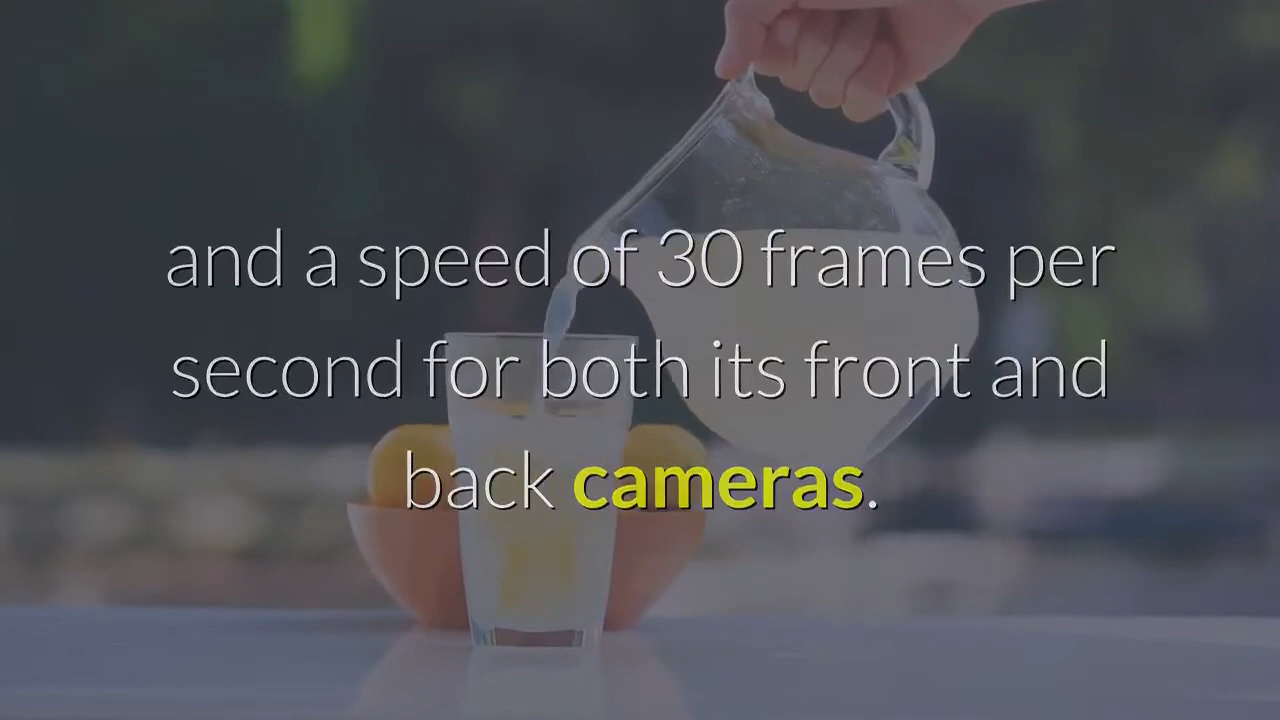 and a speed of 30 frames per
second for both its front and
back cameras.